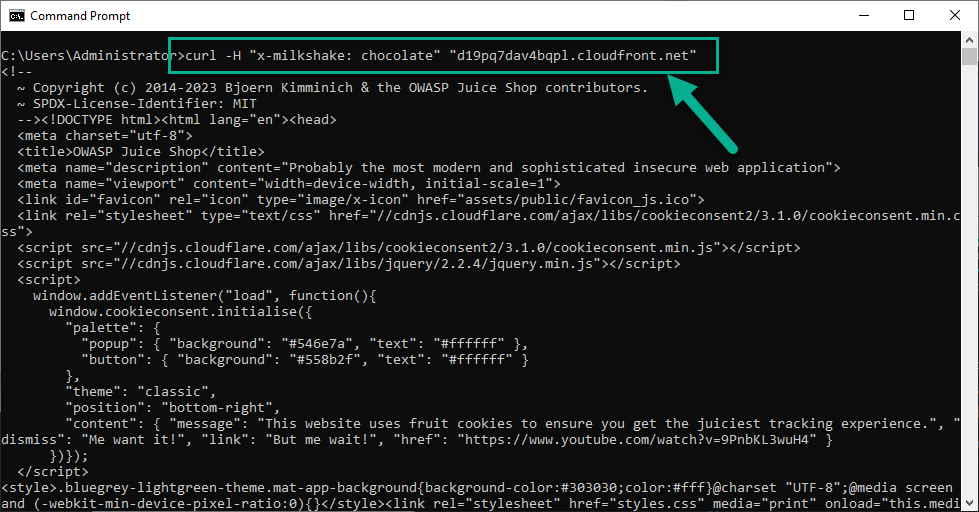 Command Prompt
C:\Users\Administrator>curl -H "x-milkshake: chocolate" "d19pq7dav4bqpl.cloudfront.net"
<!--
  ~ Copyright (c) 2014-2023 Bjoern Kimminich & the OWASP Juice Shop contributors.
  ~ SPDX-License-Identifier: MIT
  --><!DOCTYPE html><html lang="en"><head>
  <meta charset="utf-8">
  <title>OWASP Juice Shop</title>
  <meta name="description" content="Probably the most modern and sophisticated insecure web application">
  <meta name="viewport" content="width=device-width, initial-scale=1">
  <link id="favicon" rel="icon" type="image/x-icon" href="assets/public/favicon_js.ico">
  <link rel="stylesheet" type="text/css" href="//cdnjs.cloudflare.com/ajax/libs/cookieconsent2/3.1.0/cookieconsent.min.c
ss">
  <script src="//cdnjs.cloudflare.com/ajax/libs/cookieconsent2/3.1.0/cookieconsent.min.js"></script>
  <script src="//cdnjs.cloudflare.com/ajax/libs/jquery/2.2.4/jquery.min.js"></script>
  <script>
    window.addEventListener("load", function(){
      window.cookieconsent.initialise({
        "palette": {
          "popup": { "background": "#546e7a", "text": "#ffffff" },
          "button": { "background": "#558b2f", "text": "#ffffff" }
        },
        "theme": "classic",
        "position": "bottom-right",
        "content": { "message": "This website uses fruit cookies to ensure you get the juiciest tracking experience.", "
dismiss": "Me want it!", "link": "But me wait!", "href": "https://www.youtube.com/watch?v=9PnbKL3wuH4" }
      })});
  </script>
<style>.bluegrey-lightgreen-theme.mat-app-background{background-color:#303030;color:#fff}@charset "UTF-8";@media screen
and (-webkit-min-device-pixel-ratio:0){}</style><link rel="stylesheet" href="styles.css" media="print" onload="this.medi